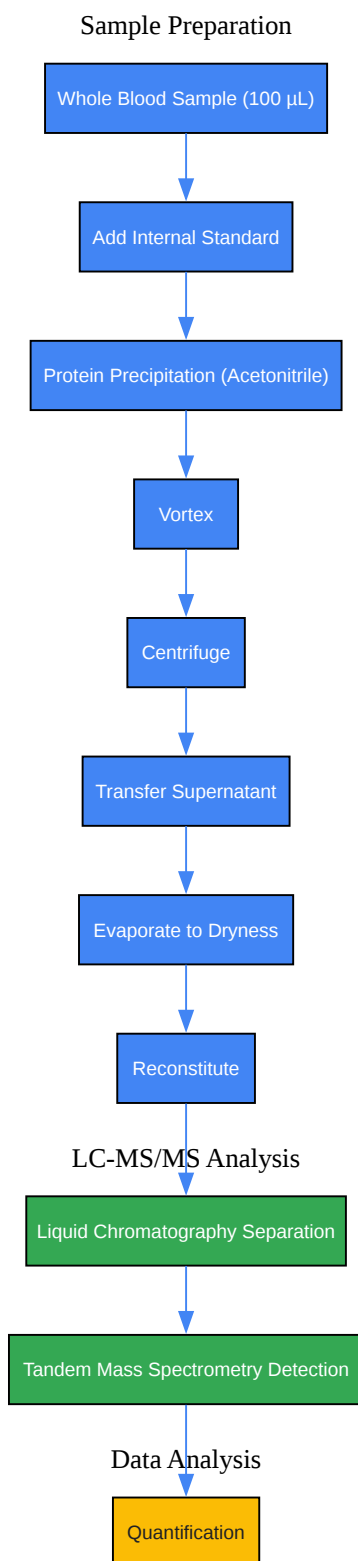 Sample Preparation
Whole Blood Sample (100 µL)
Add Internal Standard
Protein Precipitation (Acetonitrile)
Vortex
Centrifuge
Transfer Supernatant
Evaporate to Dryness
Reconstitute
LC-MS/MS Analysis
Liquid Chromatography Separation
Tandem Mass Spectrometry Detection
Data Analysis
Quantification